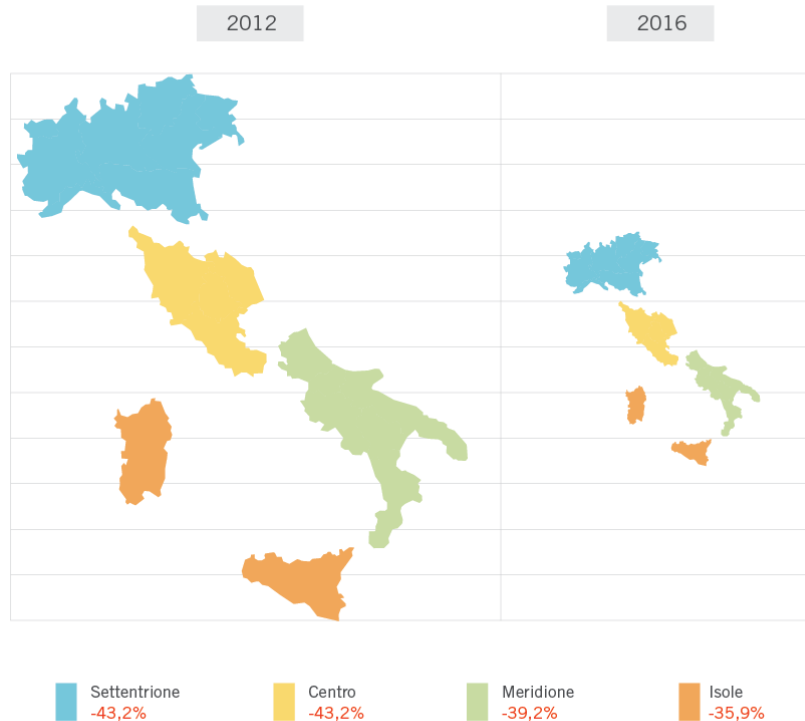 2012
2016
Settentrione
-43,2%
Centro
-43,2%
Meridione
-39,2%
Isole
-35,9%